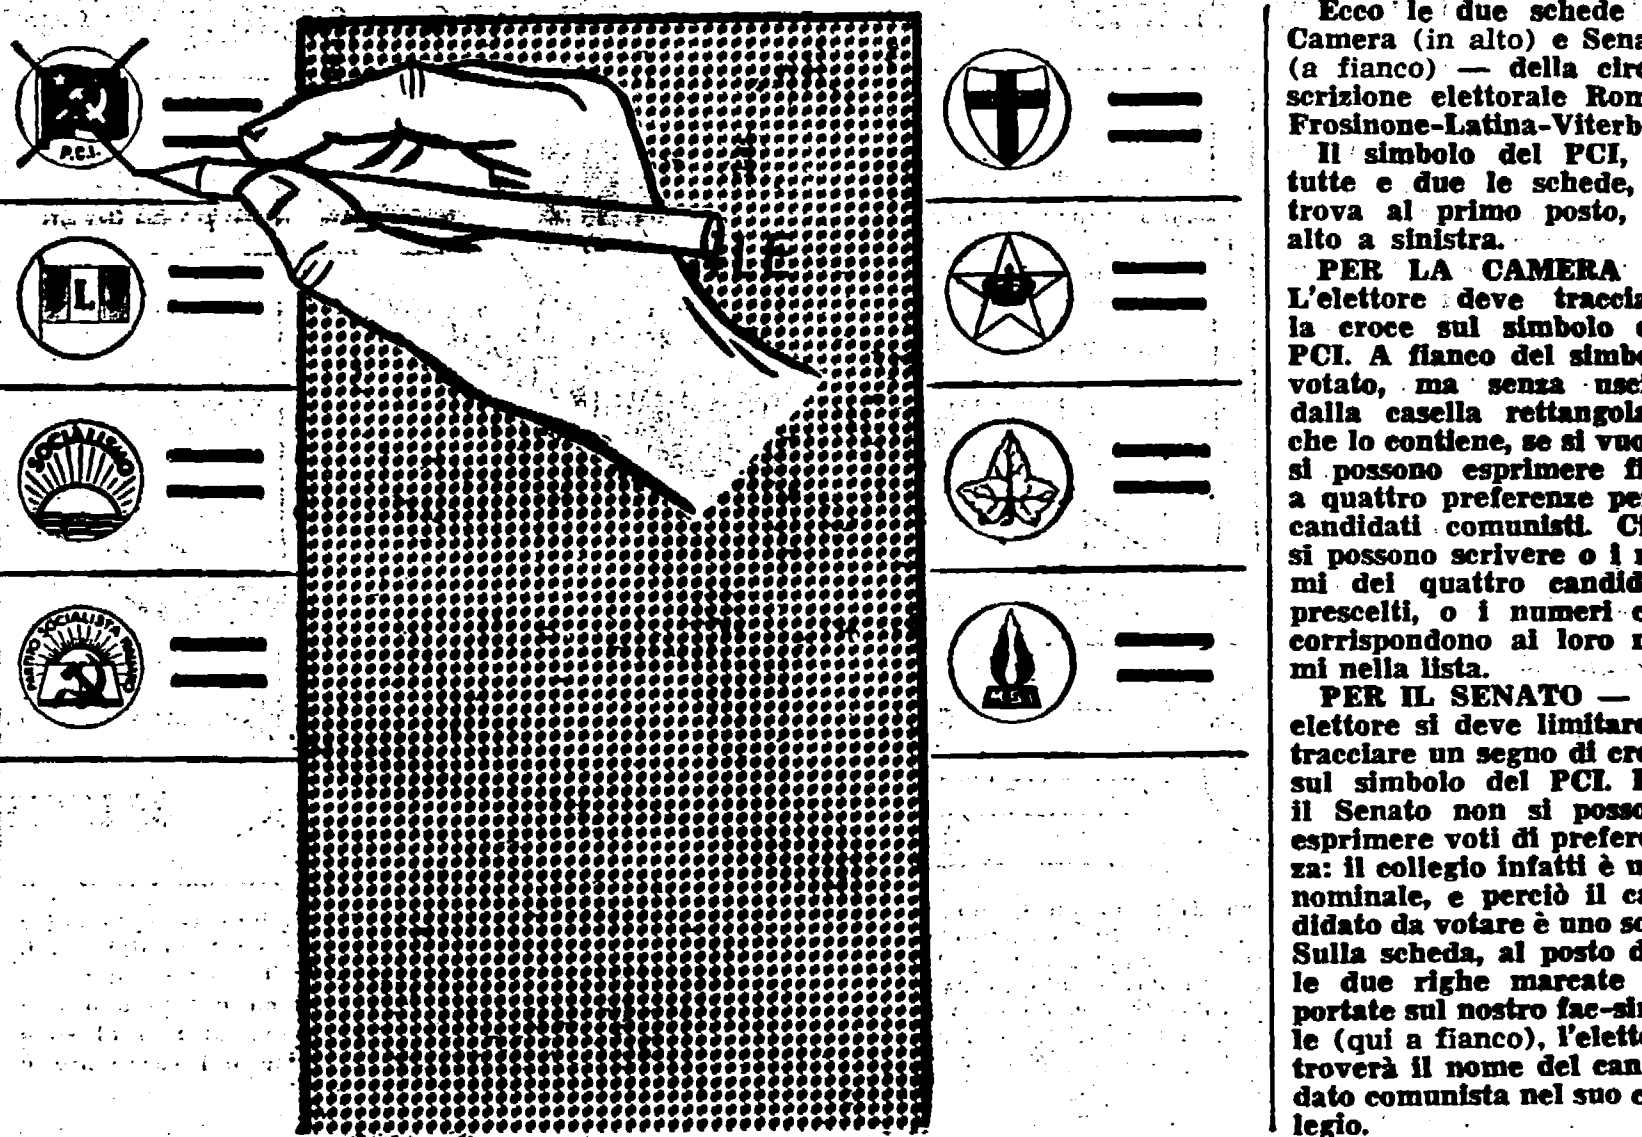 P.C.I.
L
SOCIALISMO
PARTITO SOCIALISTA ITALIANO
Ecco le due schede
Camera (in alto) e Sena
(a fianco) — della circ
scrizione elettorale Rom
Frosinone-Latina-Viterb
Il simbolo del PCI,
tutte e due le schede,
trova al primo posto,
alto a sinistra.
PER LA CAMERA
L'elettore deve traccia
la croce sul simbolo d
PCI. A fianco del simbo
votato, ma senza usci
dalla casella rettangola
che lo contiene, se si vuo
si possono esprimere fi
a quattro preferenze pe
candidati comunisti. Ci
si possono scrivere o i n
mi dei quattro candid
prescelti, o i numeri c
corrispondono ai loro n
mi nella lista.
PER IL SENATO —
elettore si deve limitare
tracciare un segno di cro
sul simbolo del PCI. P
il Senato non si posso
esprimere voti di prefere
za: il collegio infatti è u
nominale, e perciò il ca
didato da votare è uno so
Sulla scheda, al posto d
le due righe marcate
portate sul nostro fac-sim
le (qui a fianco), l'elett
troverà il nome del can
dato comunista nel suo c
legio.